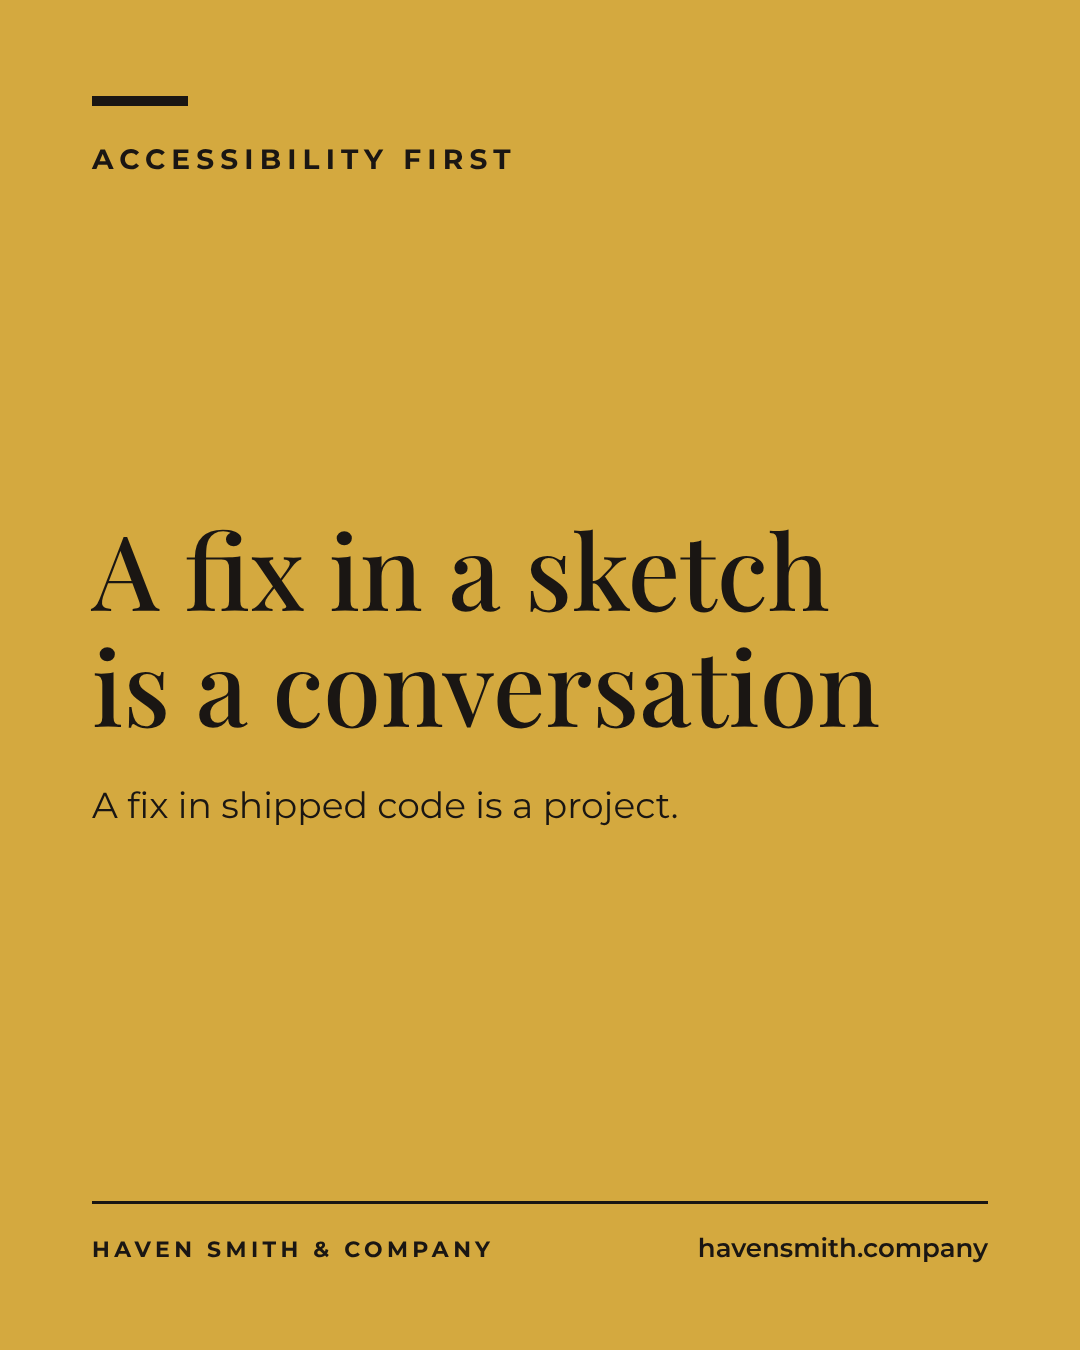 ACCESSIBILITY FIRST
A fix in a sketch
is a conversation
A fix in shipped code is a project.
HAVEN SMITH & COMPANY
havensmith.company